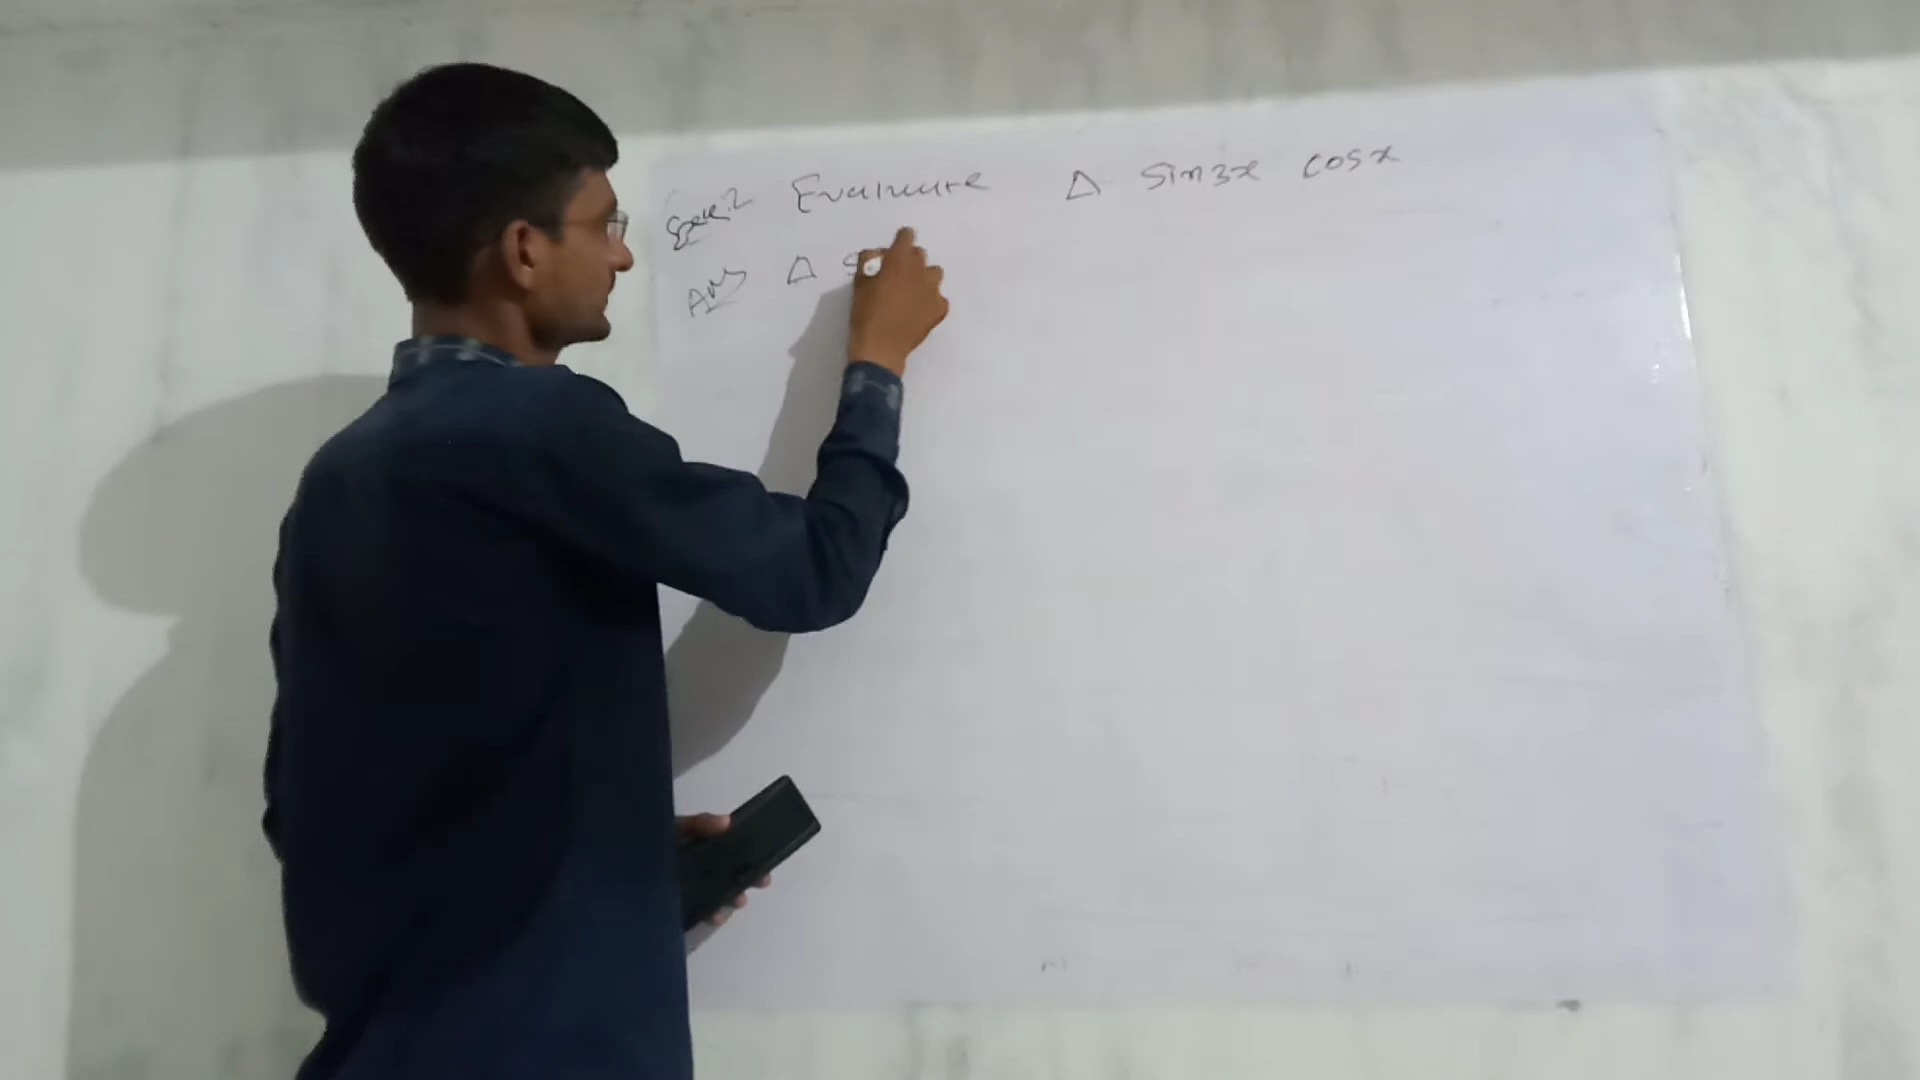 Evaluate Δ sin3x cosx
Ans Δ s